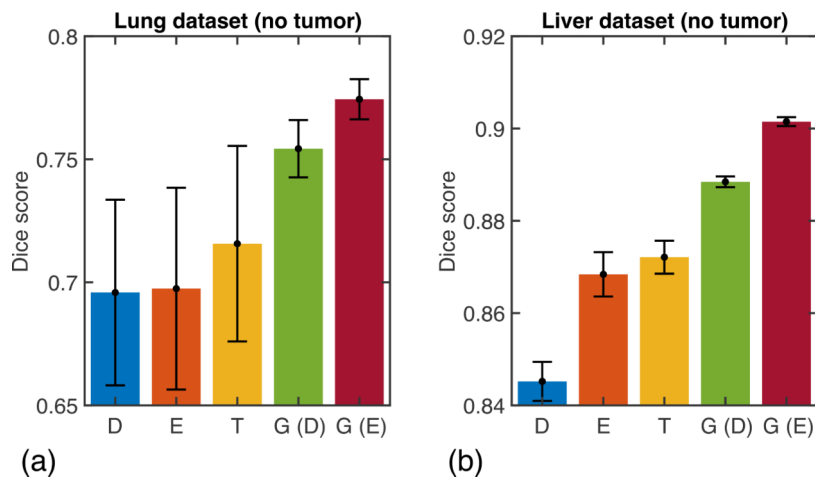 Lung dataset (no tumor)
Dice score
0.8
0.75
0.7
0.65
D E T G (D) G (E)
(a)
Liver dataset (no tumor)
Dice score
0.92
0.9
0.88
0.86
0.84
D E T G (D) G (E)
(b)